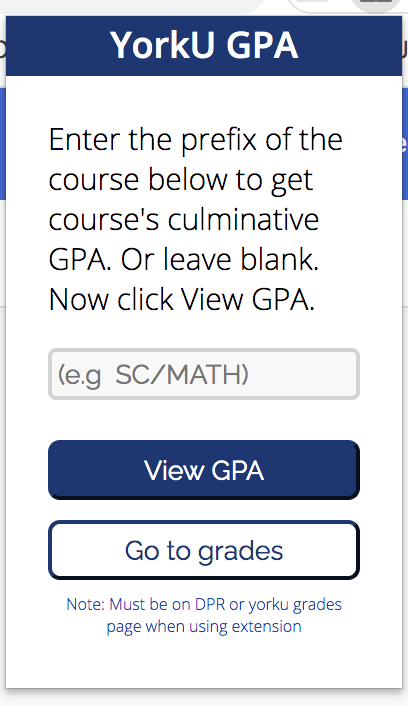 YorkU GPA
Enter the prefix of the
course below to get
course's culminative
GPA. Or leave blank.
Now click View GPA.
(e.g  SC/MATH)
View GPA
Go to grades
Note: Must be on DPR or yorku grades
page when using extension